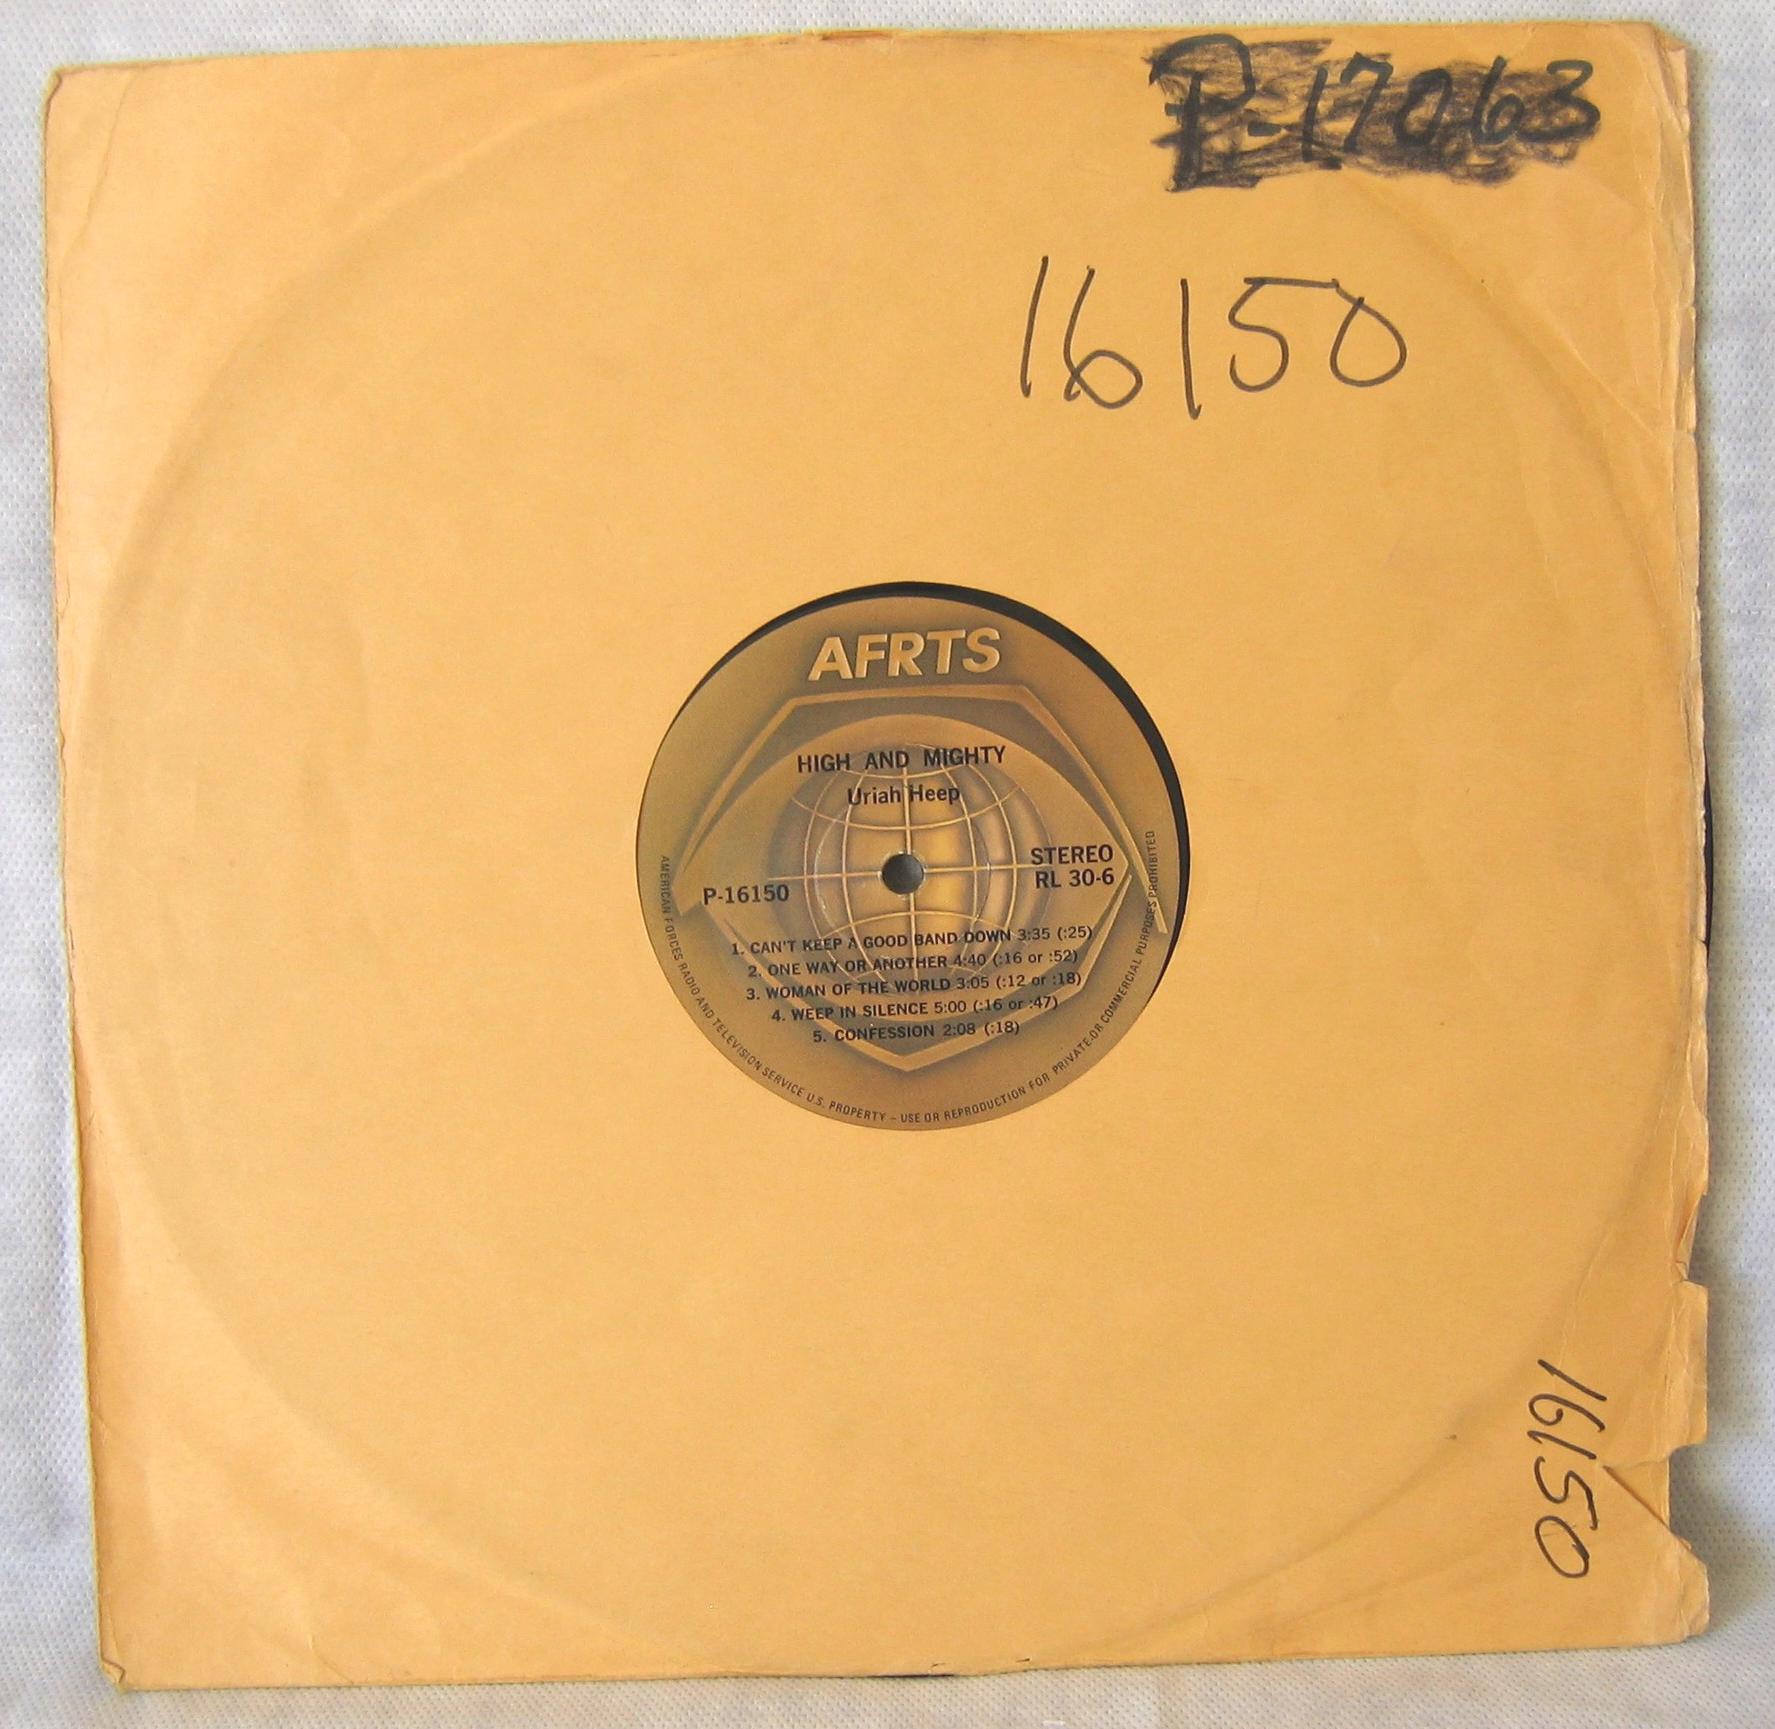 P-17063
16150
AFRTS
HIGH AND MIGHTY
Uriah Heep
STEREO
RL 30-6
P-16150
1. CAN'T KEEP A GOOD BAND DOWN 3:35 (:25)
2. ONE WAY OR ANOTHER 4:40 (:16 or :52)
3. WOMAN OF THE WORLD 3:05 (:12 or :18)
4. WEEP IN SILENCE 5:00 (:16 or :47)
5. CONFESSION 2:08 (:18)
AMERICAN FORCES RADIO AND TELEVISION SERVICE U.S. PROPERTY – USE OR REPRODUCTION FOR PRIVATE OR COMMERCIAL PURPOSES PROHIBITED
16150